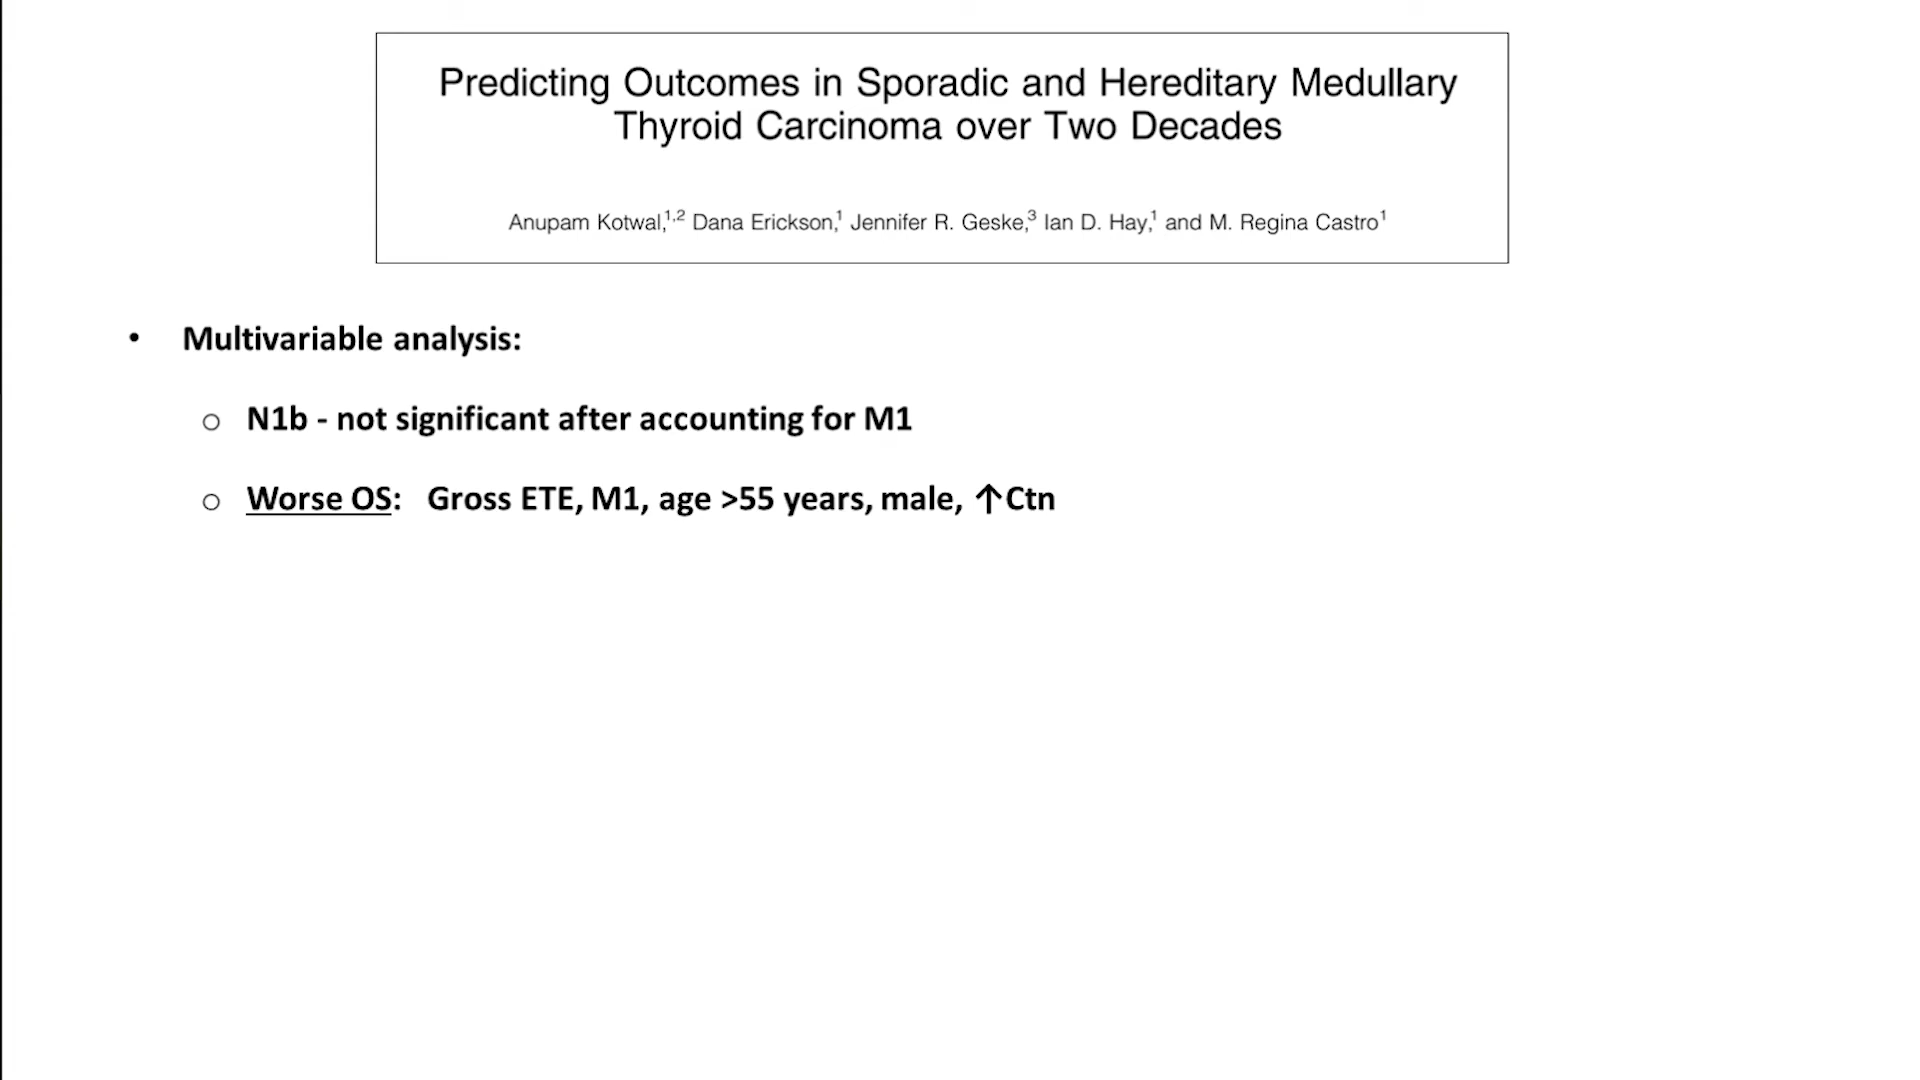 Predicting Outcomes in Sporadic and Hereditary Medullary
Thyroid Carcinoma over Two Decades
Anupam Kotwal,1,2 Dana Erickson,1 Jennifer R. Geske,3 Ian D. Hay,1 and M. Regina Castro1
• Multivariable analysis:
o N1b - not significant after accounting for M1
o Worse OS: Gross ETE, M1, age >55 years, male, ↑Ctn